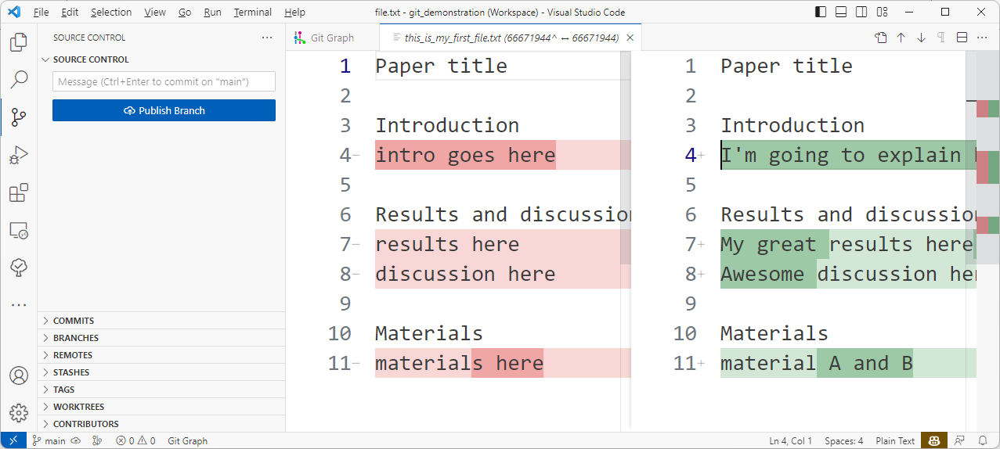 File Edit Selection View Go Run Terminal Help file.txt - git_demonstration (Workspace) - Visual Studio Code
SOURCE CONTROL
SOURCE CONTROL
Message (Ctrl+Enter to commit on "main")
Publish Branch
COMMITS
BRANCHES
REMOTES
STASHES
TAGS
WORKTREES
CONTRIBUTORS
Git Graph this_is_my_first_file.txt (66671944^ ↔ 66671944)
1 Paper title
2
3 Introduction
4− intro goes here
5
6 Results and discussion
7− results here
8− discussion here
9
10 Materials
11− materials here
1 Paper title
2
3 Introduction
4+ I'm going to explain
5
6 Results and discussion
7+ My great results here
8+ Awesome discussion her
9
10 Materials
11+ material A and B
main 0 0 Git Graph Ln 4, Col 1 Spaces: 4 Plain Text